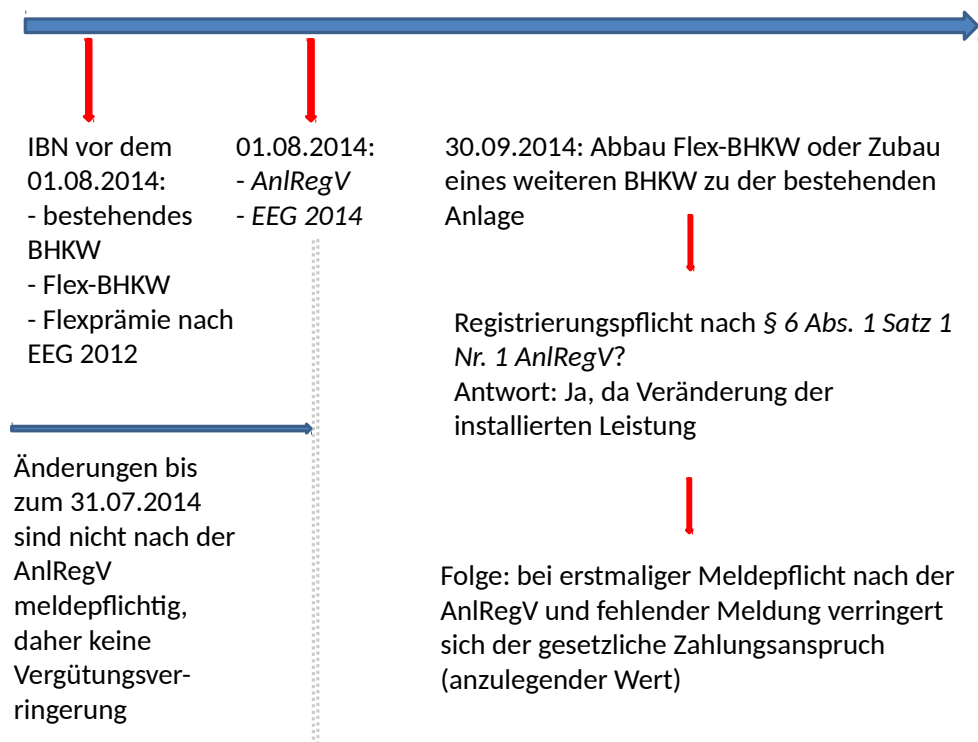 IBN vor dem
01.08.2014:
- bestehendes
BHKW
- Flex-BHKW
- Flexprämie nach
EEG 2012
01.08.2014:
- AnlRegV
- EEG 2014
30.09.2014: Abbau Flex-BHKW oder Zubau
eines weiteren BHKW zu der bestehenden
Anlage
Registrierungspflicht nach § 6 Abs. 1 Satz 1
Nr. 1 AnlRegV?
Antwort: Ja, da Veränderung der
installierten Leistung
Änderungen bis
zum 31.07.2014
sind nicht nach der
AnlRegV
meldepflichtig,
daher keine
Vergütungsver-
ringerung
Folge: bei erstmaliger Meldepflicht nach der
AnlRegV und fehlender Meldung verringert
sich der gesetzliche Zahlungsanspruch
(anzulegender Wert)